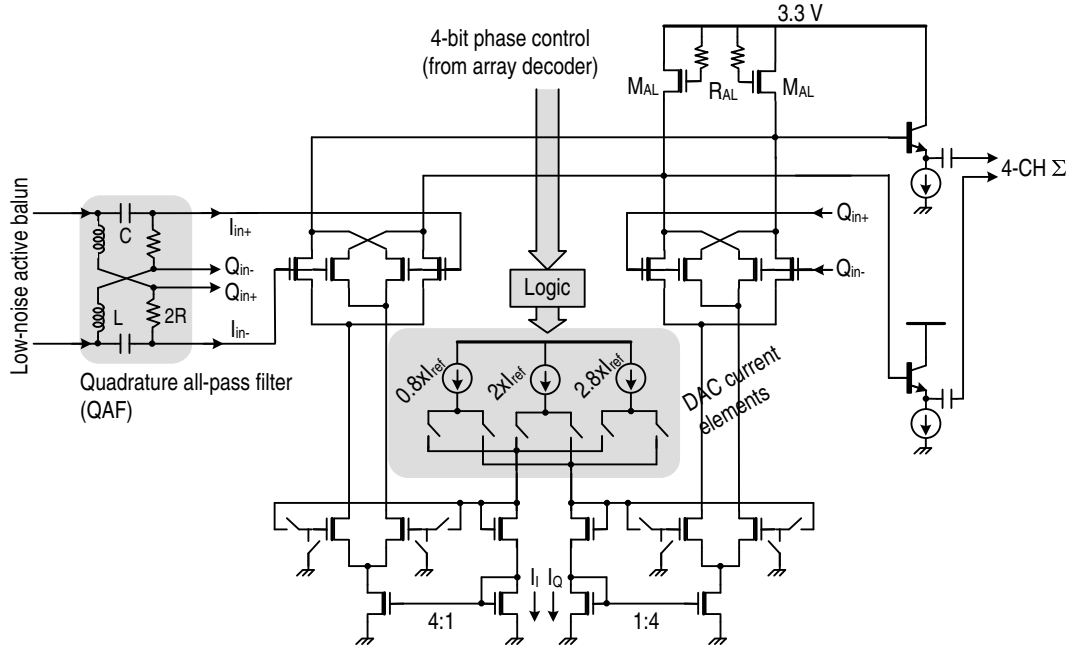 3.3 V
4-bit phase control
(from array decoder)
MAL
RAL
MAL
4-CH Σ
Low-noise active balun
C
Iin+
Qin-
Qin+
L
2R
Iin-
Quadrature all-pass filter
(QAF)
Qin+
Qin-
Logic
0.8xIref
2xIref
2.8xIref
DAC current
elements
II
IQ
4:1
1:4